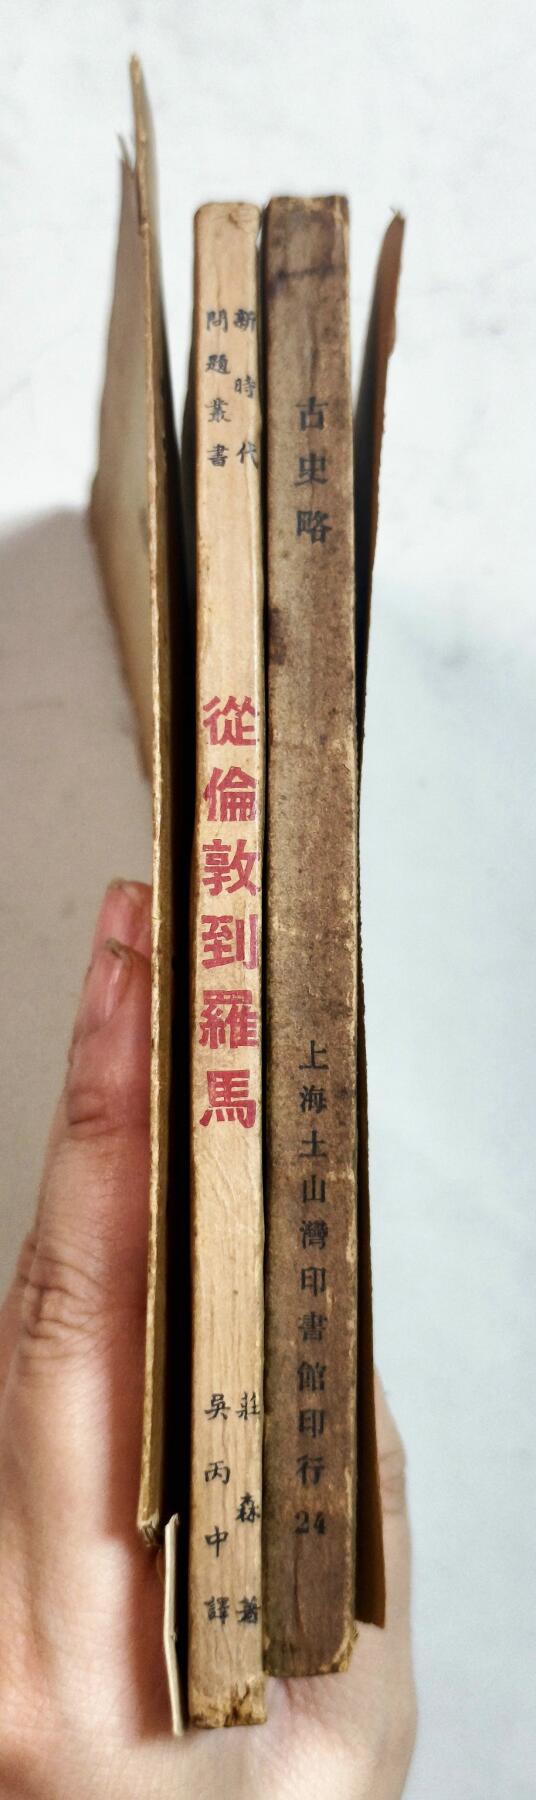 新時代
問題叢書
從倫敦到羅馬
莊森著
吳丙中譯
古史略
上海土山灣印書館印行
24